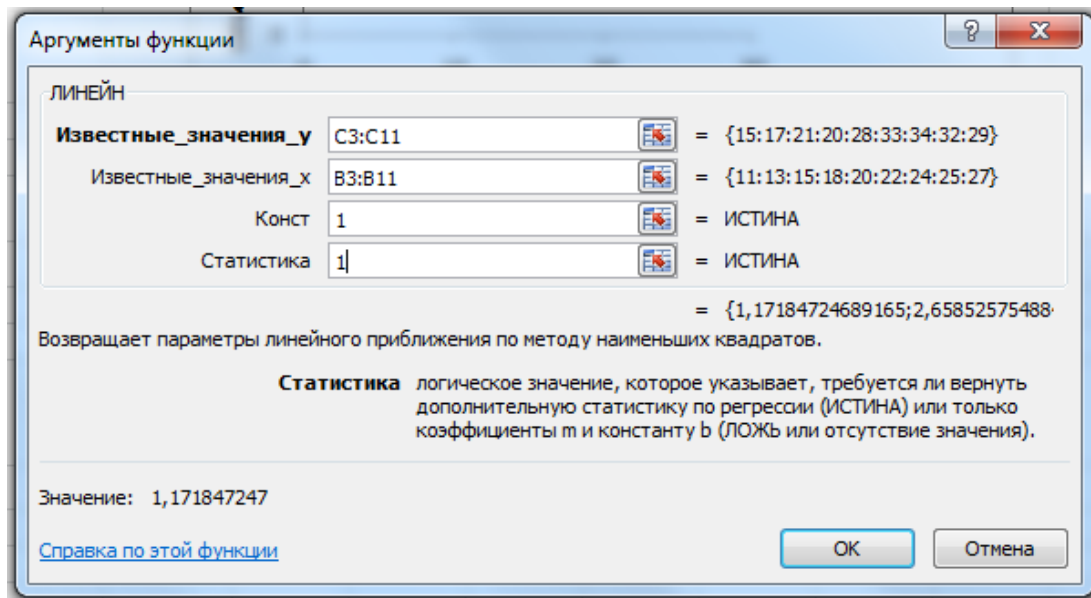 Аргументы функции
ЛИНЕЙН
Известные_значения_y C3:C11 = {15:17:21:20:28:33:34:32:29}
Известные_значения_x B3:B11 = {11:13:15:18:20:22:24:25:27}
Конст 1 = ИСТИНА
Статистика 1 = ИСТИНА
= {1,17184724689165;2,65852575488
Возвращает параметры линейного приближения по методу наименьших квадратов.
Статистика логическое значение, которое указывает, требуется ли вернуть
дополнительную статистику по регрессии (ИСТИНА) или только
коэффициенты m и константу b (ЛОЖЬ или отсутствие значения).
Значение: 1,171847247
Справка по этой функции
ОК
Отмена